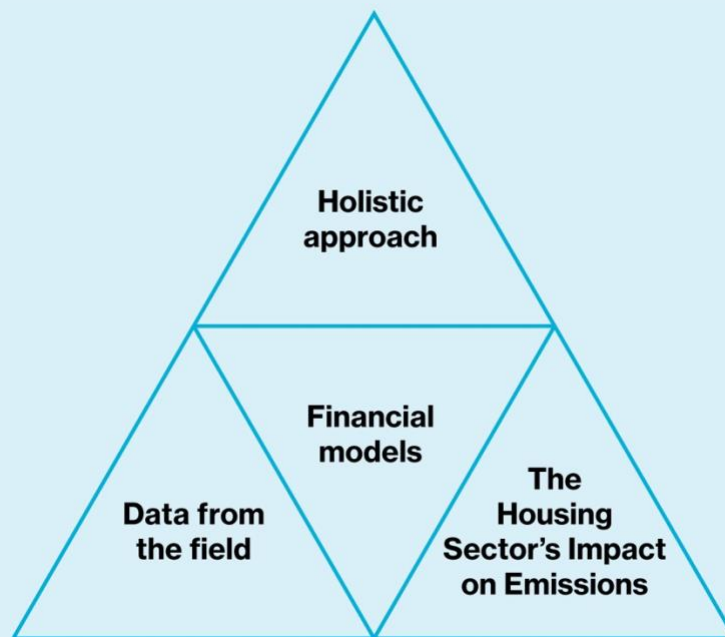 Holistic
approach
Financial
models
Data from
the field
The
Housing
Sector's Impact
on Emissions